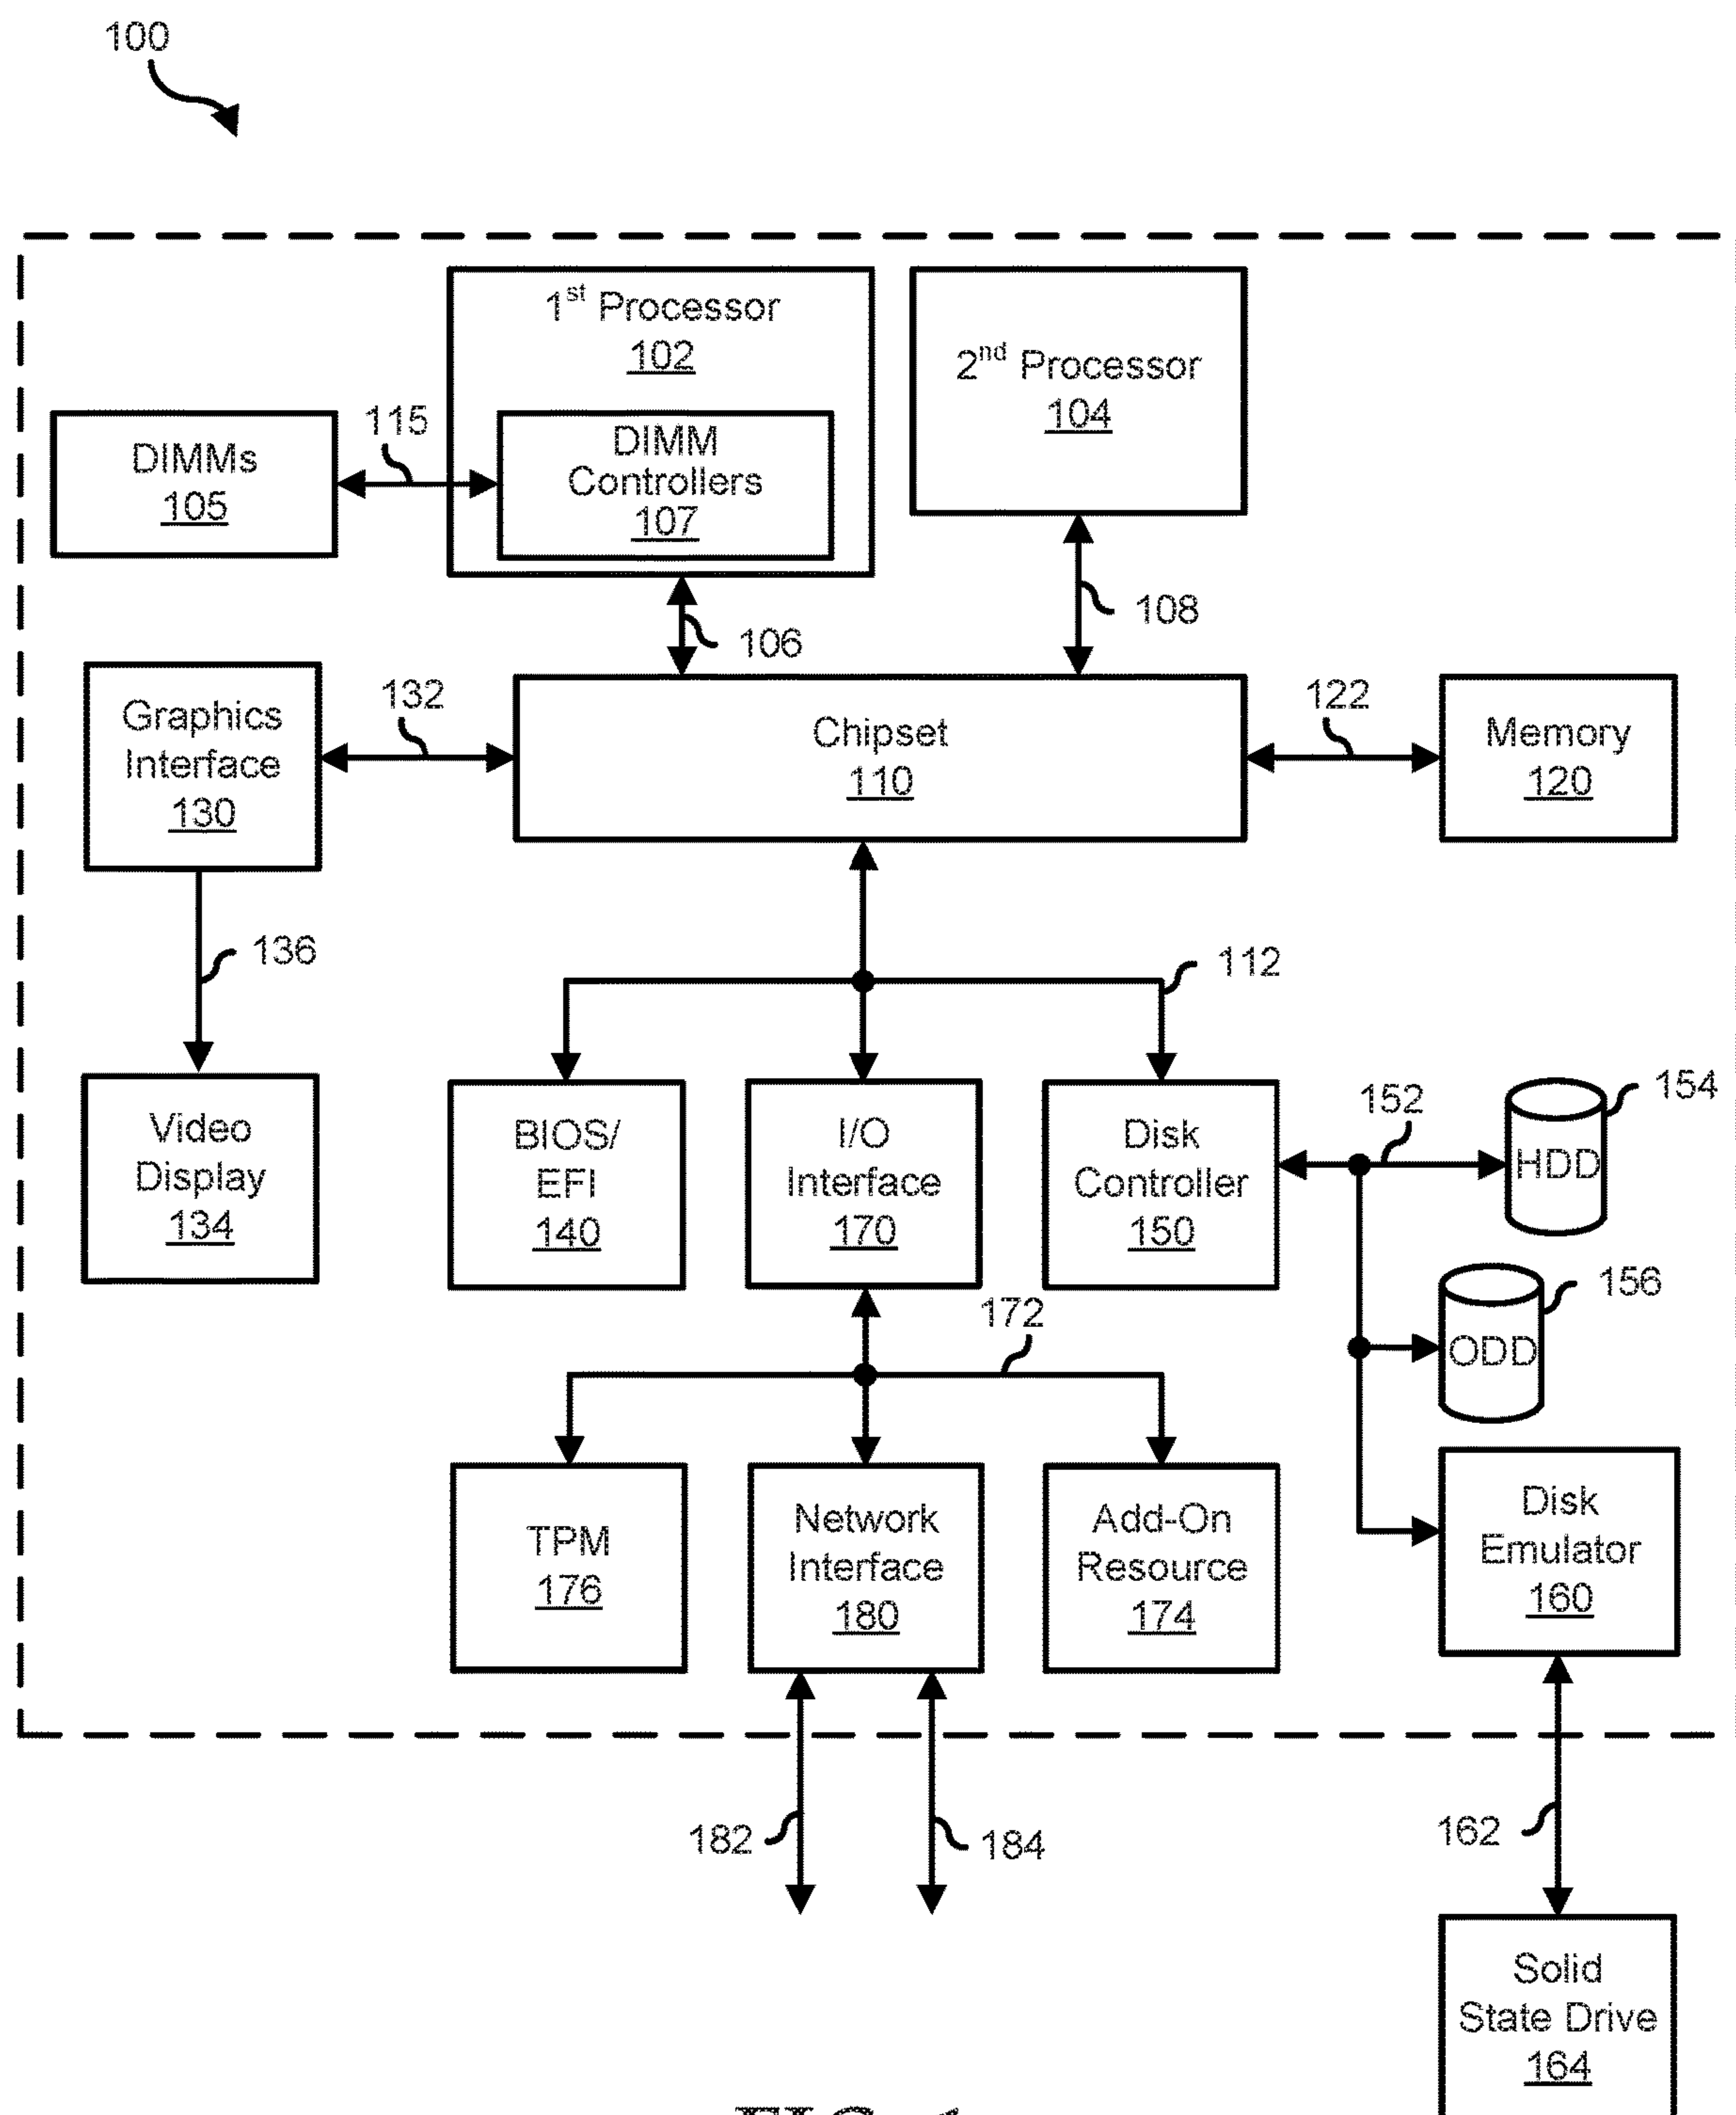 100
1st Processor
102
2nd Processor
104
DIMMs
105
115
DIMM
Controllers
107
106
108
Graphics
Interface
130
132
Chipset
110
122
Memory
120
136
112
Video
Display
134
BIOS/
EFI
140
I/O
Interface
170
Disk
Controller
150
152
HDD
154
ODD
156
172
TPM
176
Network
Interface
180
Add-On
Resource
174
Disk
Emulator
160
182
184
162
Solid
State Drive
164